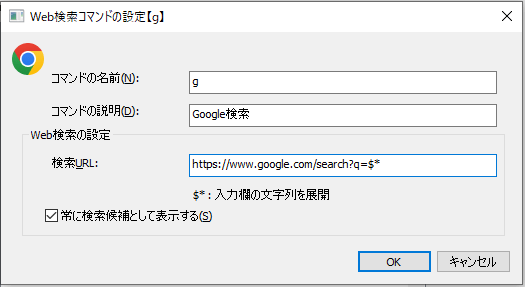 Web検索コマンドの設定【g】
コマンドの名前(N):
g
コマンドの説明(D):
Google検索
Web検索の設定
検索URL:
https://www.google.com/search?q=$*
$* : 入力欄の文字列を展開
常に検索候補として表示する(S)
OK
キャンセル